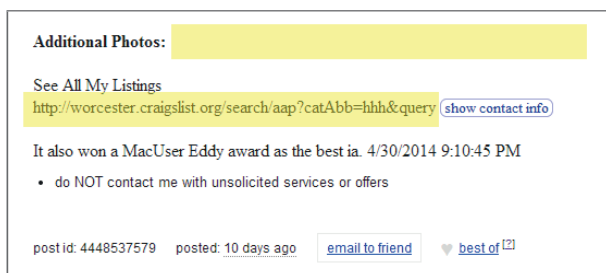 Additional Photos:
See All My Listings
http://worcester.craigslist.org/search/aap?catAbb=hhh&query show contact info
It also won a MacUser Eddy award as the best ia. 4/30/2014 9:10:45 PM
• do NOT contact me with unsolicited services or offers
post id: 4448537579 posted: 10 days ago email to friend ♥ best of [?]